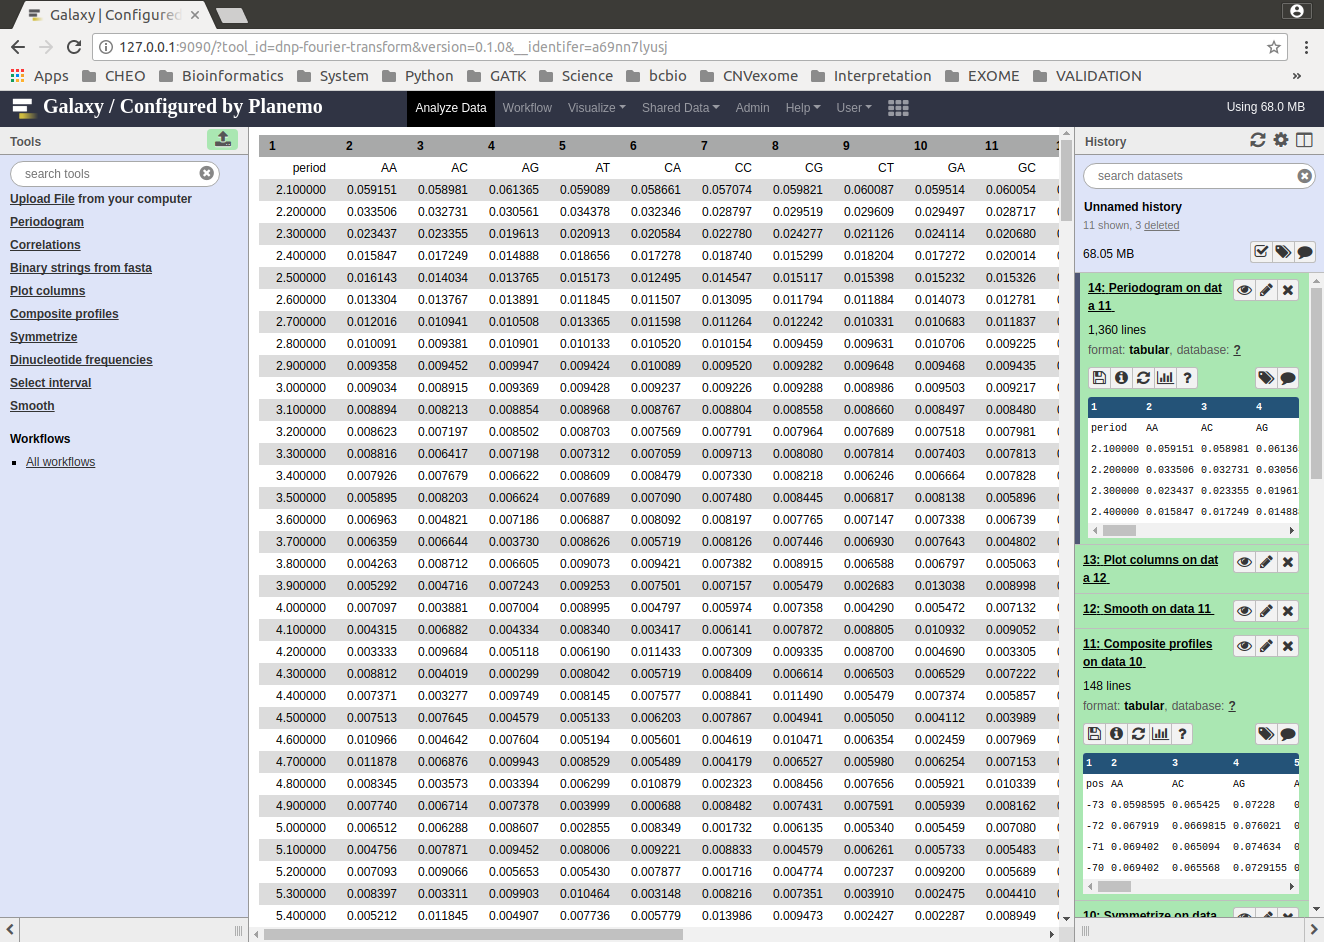 Galaxy | Configured
127.0.0.1:9090/?tool_id=dnp-fourier-transform&version=0.1.0&__identifer=a69nn7lyusj
Apps CHEO Bioinformatics System Python GATK Science bcbio CNVexome Interpretation EXOME VALIDATION »
Galaxy / Configured by Planemo
Analyze Data Workflow Visualize Shared Data Admin Help User Using 68.0 MB
Tools
search tools
Upload File from your computer
Periodogram
Correlations
Binary strings from fasta
Plot columns
Composite profiles
Symmetrize
Dinucleotide frequencies
Select interval
Smooth
Workflows
All workflows
1 2 3 4 5 6 7 8 9 10 11
period AA AC AG AT CA CC CG CT GA GC
2.100000 0.059151 0.058981 0.061365 0.059089 0.058661 0.057074 0.059821 0.060087 0.059514 0.060054
2.200000 0.033506 0.032731 0.030561 0.034378 0.032346 0.028797 0.029519 0.029609 0.029497 0.028717
2.300000 0.023437 0.023355 0.019613 0.020913 0.020584 0.022780 0.024277 0.021126 0.024114 0.020680
2.400000 0.015847 0.017249 0.014888 0.018656 0.017278 0.018740 0.015299 0.018204 0.017272 0.020014
2.500000 0.016143 0.014034 0.013765 0.015173 0.012495 0.014547 0.015117 0.015398 0.015232 0.015326
2.600000 0.013304 0.013767 0.013891 0.011845 0.011507 0.013095 0.011794 0.011884 0.014073 0.012781
2.700000 0.012016 0.010941 0.010508 0.013365 0.011598 0.011264 0.012242 0.010331 0.010683 0.011837
2.800000 0.010091 0.009381 0.010901 0.010133 0.010520 0.010154 0.009459 0.009631 0.010706 0.009225
2.900000 0.009358 0.009452 0.009947 0.009424 0.010089 0.009520 0.009282 0.009648 0.009468 0.009435
3.000000 0.009034 0.008915 0.009369 0.009428 0.009237 0.009226 0.009288 0.008986 0.009503 0.009217
3.100000 0.008894 0.008213 0.008854 0.008968 0.008767 0.008804 0.008558 0.008660 0.008497 0.008480
3.200000 0.008623 0.007197 0.008502 0.008703 0.007569 0.007791 0.007964 0.007689 0.007518 0.007981
3.300000 0.008816 0.006417 0.007198 0.007312 0.007059 0.009713 0.008080 0.007814 0.007403 0.007813
3.400000 0.007926 0.007679 0.006622 0.008609 0.008479 0.007330 0.008218 0.006246 0.006664 0.007828
3.500000 0.005895 0.008203 0.006624 0.007689 0.007090 0.007480 0.008445 0.006817 0.008138 0.005896
3.600000 0.006963 0.004821 0.007186 0.006887 0.008092 0.008197 0.007765 0.007147 0.007338 0.006739
3.700000 0.006359 0.006644 0.003730 0.008626 0.005719 0.008126 0.007446 0.006930 0.007643 0.004802
3.800000 0.004263 0.008712 0.006605 0.009073 0.009421 0.007382 0.008915 0.006588 0.006797 0.005063
3.900000 0.005292 0.004716 0.007243 0.009253 0.007501 0.007157 0.005479 0.002683 0.013038 0.008998
4.000000 0.007097 0.003881 0.007004 0.008995 0.004797 0.005974 0.007358 0.004290 0.005472 0.007132
4.100000 0.004315 0.006882 0.004334 0.008340 0.003417 0.006141 0.007872 0.008805 0.010932 0.009052
4.200000 0.003333 0.009684 0.005118 0.006190 0.011433 0.007309 0.009335 0.008700 0.004690 0.003305
4.300000 0.008812 0.004019 0.000299 0.008042 0.005719 0.008409 0.006614 0.006503 0.006529 0.007222
4.400000 0.007371 0.003277 0.009749 0.008145 0.007577 0.008841 0.011490 0.005479 0.007374 0.005857
4.500000 0.007513 0.007645 0.004579 0.005133 0.006203 0.007867 0.004941 0.005050 0.004112 0.003989
4.600000 0.010966 0.004642 0.007604 0.005194 0.005601 0.004619 0.010471 0.006354 0.002459 0.007969
4.700000 0.011878 0.006876 0.009943 0.008529 0.005489 0.004179 0.006527 0.005980 0.006254 0.007153
4.800000 0.008345 0.003573 0.003394 0.006299 0.010879 0.002323 0.008456 0.007656 0.005921 0.010339
4.900000 0.007740 0.006714 0.007378 0.003999 0.000688 0.008482 0.007431 0.007591 0.005939 0.008162
5.000000 0.006512 0.006288 0.008607 0.002855 0.008349 0.001732 0.006135 0.005340 0.005459 0.007080
5.100000 0.004756 0.007871 0.009452 0.008006 0.009221 0.008833 0.004579 0.006261 0.005733 0.005483
5.200000 0.007093 0.009066 0.005653 0.005430 0.007877 0.001716 0.004774 0.007237 0.009200 0.005689
5.300000 0.008397 0.003311 0.009903 0.010464 0.003148 0.008216 0.007351 0.003910 0.002475 0.004410
5.400000 0.005212 0.011845 0.004907 0.007736 0.005779 0.013986 0.009473 0.002427 0.002287 0.008949
History
search datasets
Unnamed history
11 shown, 3 deleted
68.05 MB
14: Periodogram on dat
a 11
1,360 lines
format: tabular, database: ?
?
1 2 3 4
period AA AC AG
2.100000 0.059151 0.058981 0.06136
2.200000 0.033506 0.032731 0.03056
2.300000 0.023437 0.023355 0.01961
2.400000 0.015847 0.017249 0.01488
13: Plot columns on dat
a 12
12: Smooth on data 11
11: Composite profiles
on data 10
148 lines
format: tabular, database: ?
?
1 2 3 4 5
pos AA AC AG
-73 0.0598595 0.065425 0.07228
-72 0.067919 0.0669815 0.076021
-71 0.069402 0.065094 0.074634
-70 0.069402 0.065568 0.0729155
10: Symmetrize on data